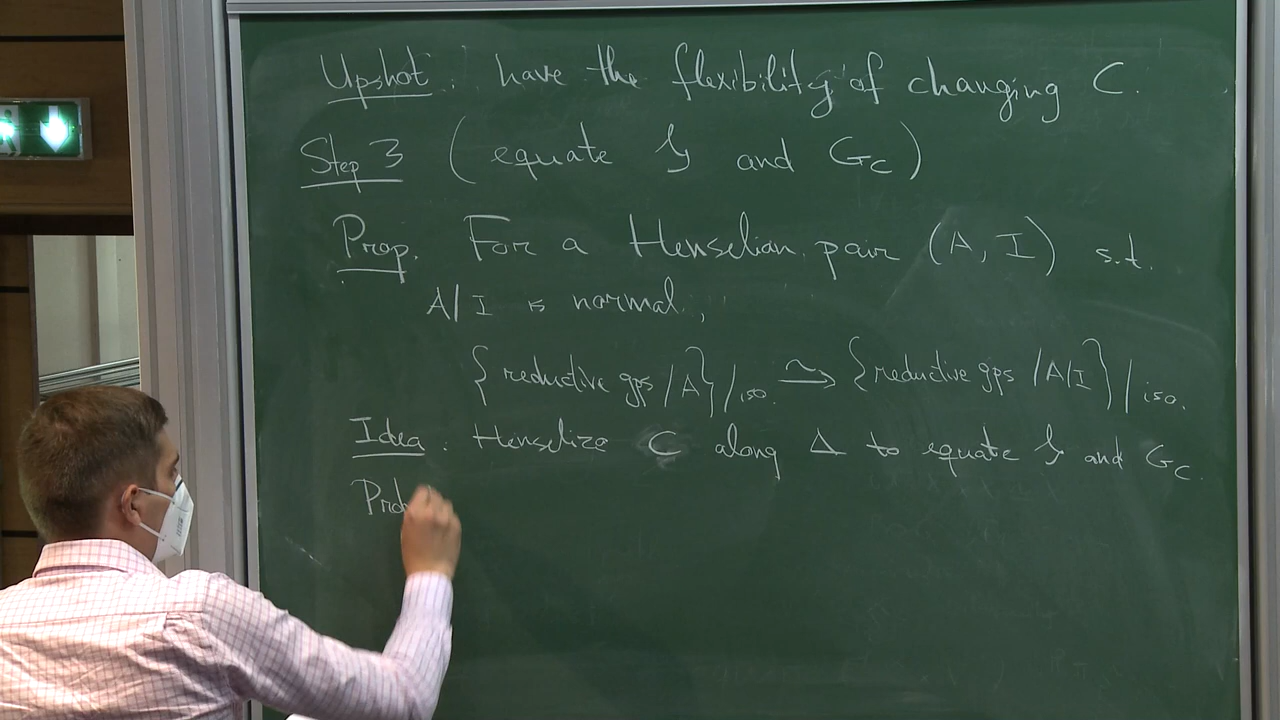 Upshot: have the flexibility of changing C.
Step 3 (equate 𝒢 and G_C)
Prop. For a Henselian pair (A, I) s.t.
A/I is normal,
{reductive gps /A}/iso. ⥲ {reductive gps /A/I}/iso.
Idea: Henselize C along Δ to equate 𝒢 and G_C.
Prob